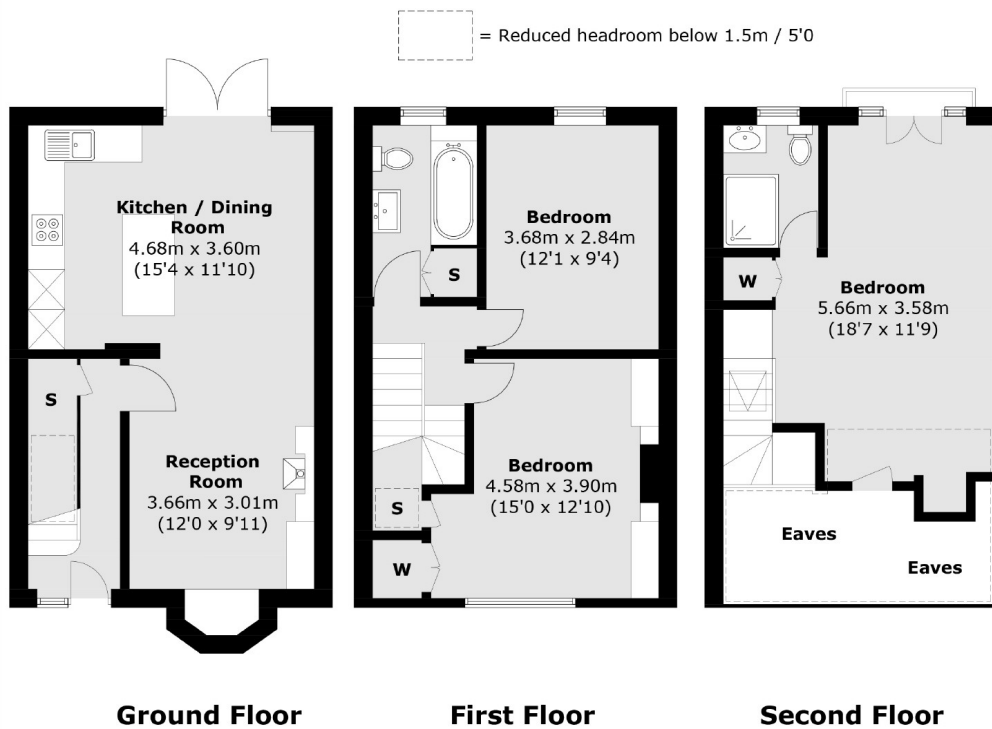 = Reduced headroom below 1.5m / 5'0
Kitchen / Dining
Room
4.68m x 3.60m
(15'4 x 11'10)
S
Reception
Room
3.66m x 3.01m
(12'0 x 9'11)
Ground Floor
Bedroom
3.68m x 2.84m
(12'1 x 9'4)
S
Bedroom
4.58m x 3.90m
(15'0 x 12'10)
S
W
First Floor
W
Bedroom
5.66m x 3.58m
(18'7 x 11'9)
Eaves
Eaves
Second Floor